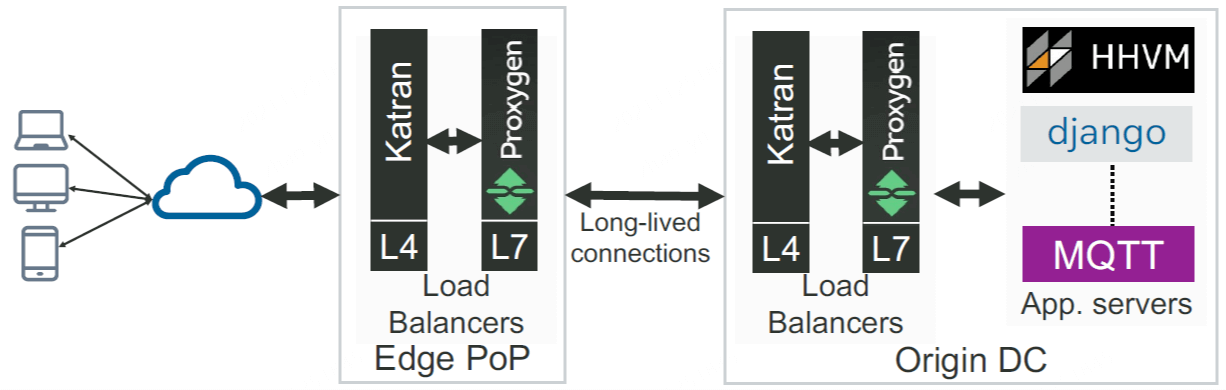 Katran
L4
Proxygen
L7
Load
Balancers
Edge PoP
Long-lived
connections
Katran
L4
Proxygen
L7
Load
Balancers
HHVM
django
MQTT
App. servers
Origin DC